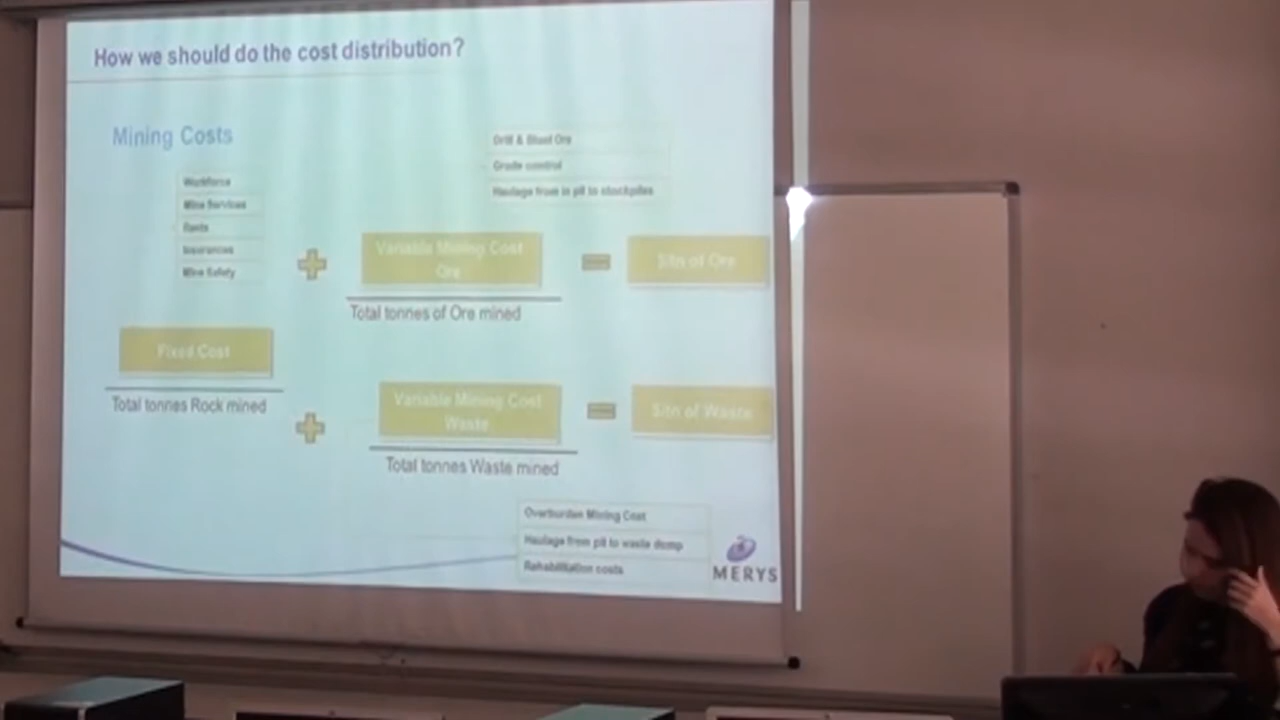 How we should do the cost distribution?
Mining Costs
Drill & Blast Ore
Grade control
Haulage from in pit to stockpiles
Workforce
Mine Services
Rents
Insurances
Mine Safety
Variable Mining Cost
Ore
$/tn of Ore
Total tonnes of Ore mined
Fixed Cost
Total tonnes Rock mined
Variable Mining Cost
Waste
$/tn of Waste
Total tonnes Waste mined
Overburden Mining Cost
Haulage from pit to waste dump
Rehabilitation costs
MERYS